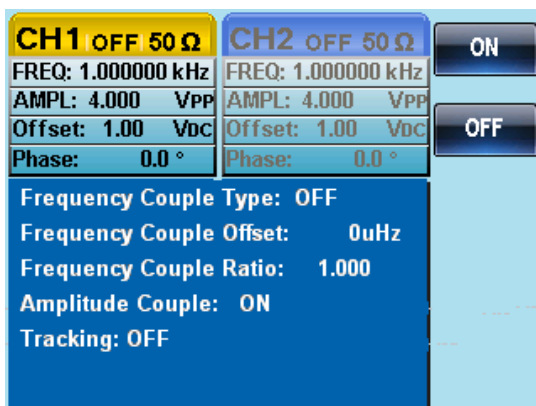 CH1 OFF 50 Ω CH2 OFF 50 Ω ON
FREQ: 1.000000 kHz FREQ: 1.000000 kHz
AMPL: 4.000 VPP AMPL: 4.000 VPP
Offset: 1.00 VDC Offset: 1.00 VDC OFF
Phase: 0.0 ° Phase: 0.0 °
Frequency Couple Type: OFF
Frequency Couple Offset: 0uHz
Frequency Couple Ratio: 1.000
Amplitude Couple: ON
Tracking: OFF